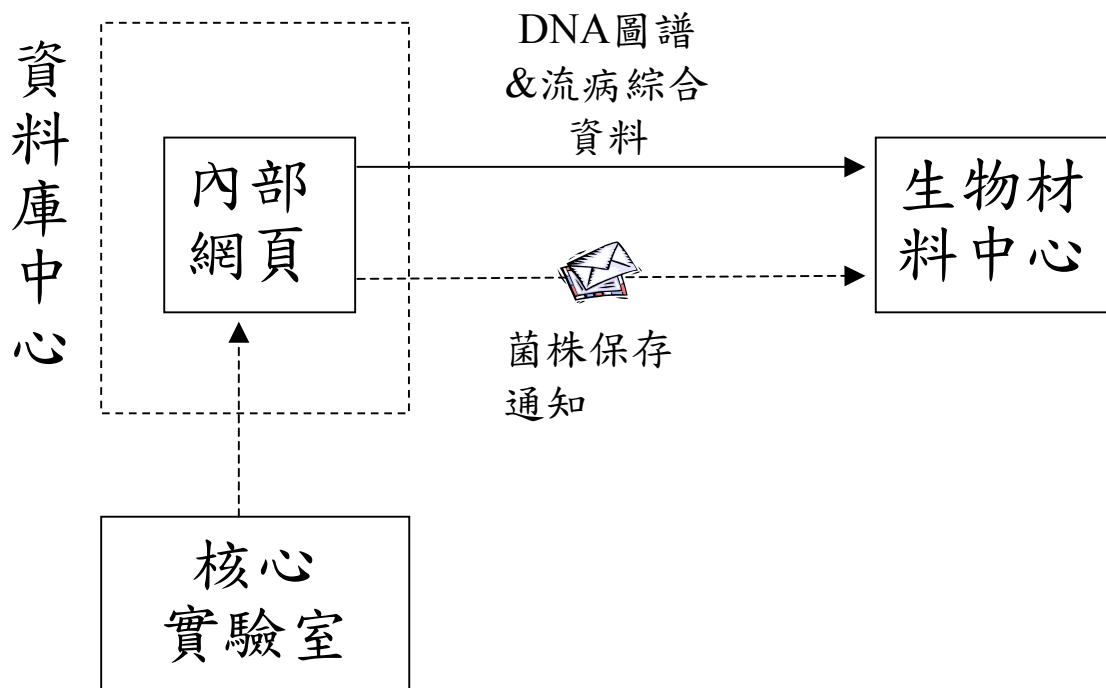 資料庫中心
DNA圖譜
&流病綜合
資料
內部
網頁
生物材
料中心
菌株保存
通知
核心
實驗室